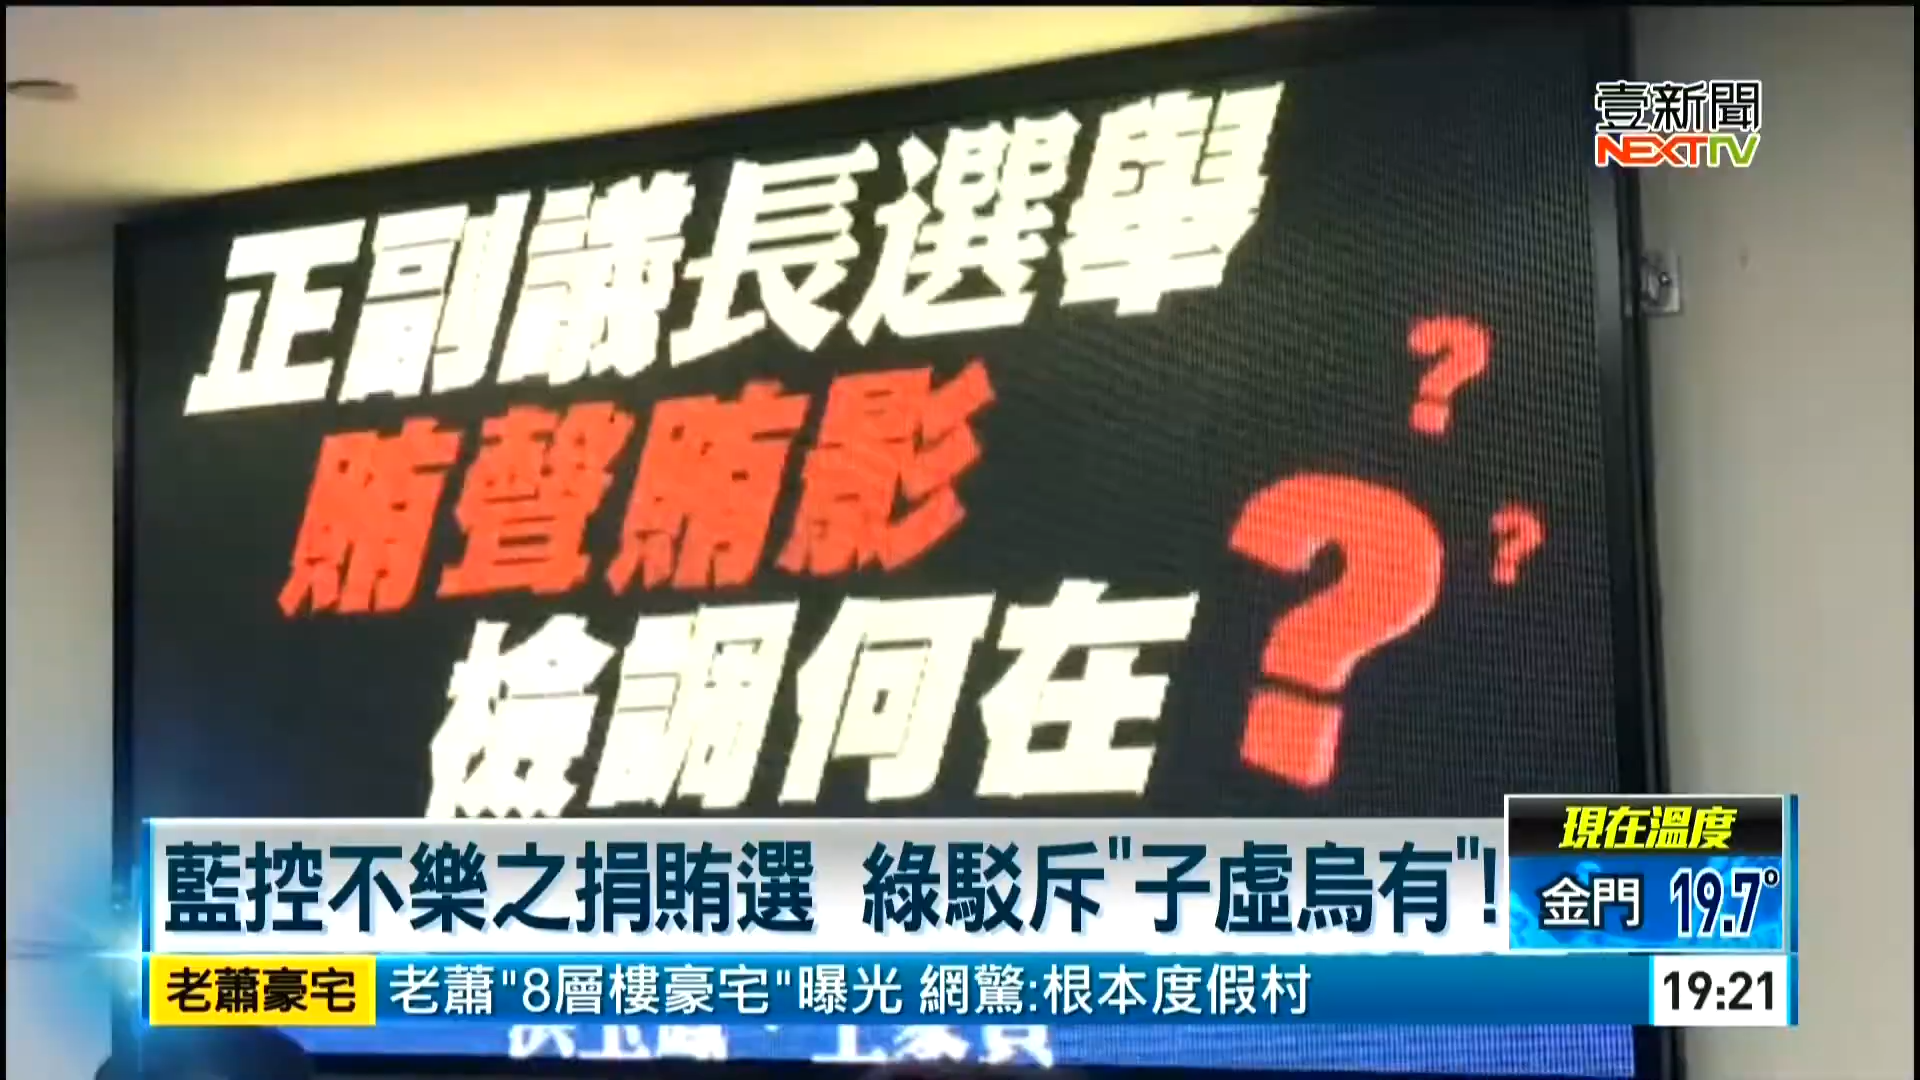 壹新聞
NEXTTV
正副議長選舉
賄聲賄影
檢調何在
?
?
?
現在溫度
金門 19.7°
藍控不樂之捐賄選 綠駁斥"子虛烏有"!
老蕭豪宅 老蕭"8層樓豪宅"曝光 網驚:根本度假村
19:21